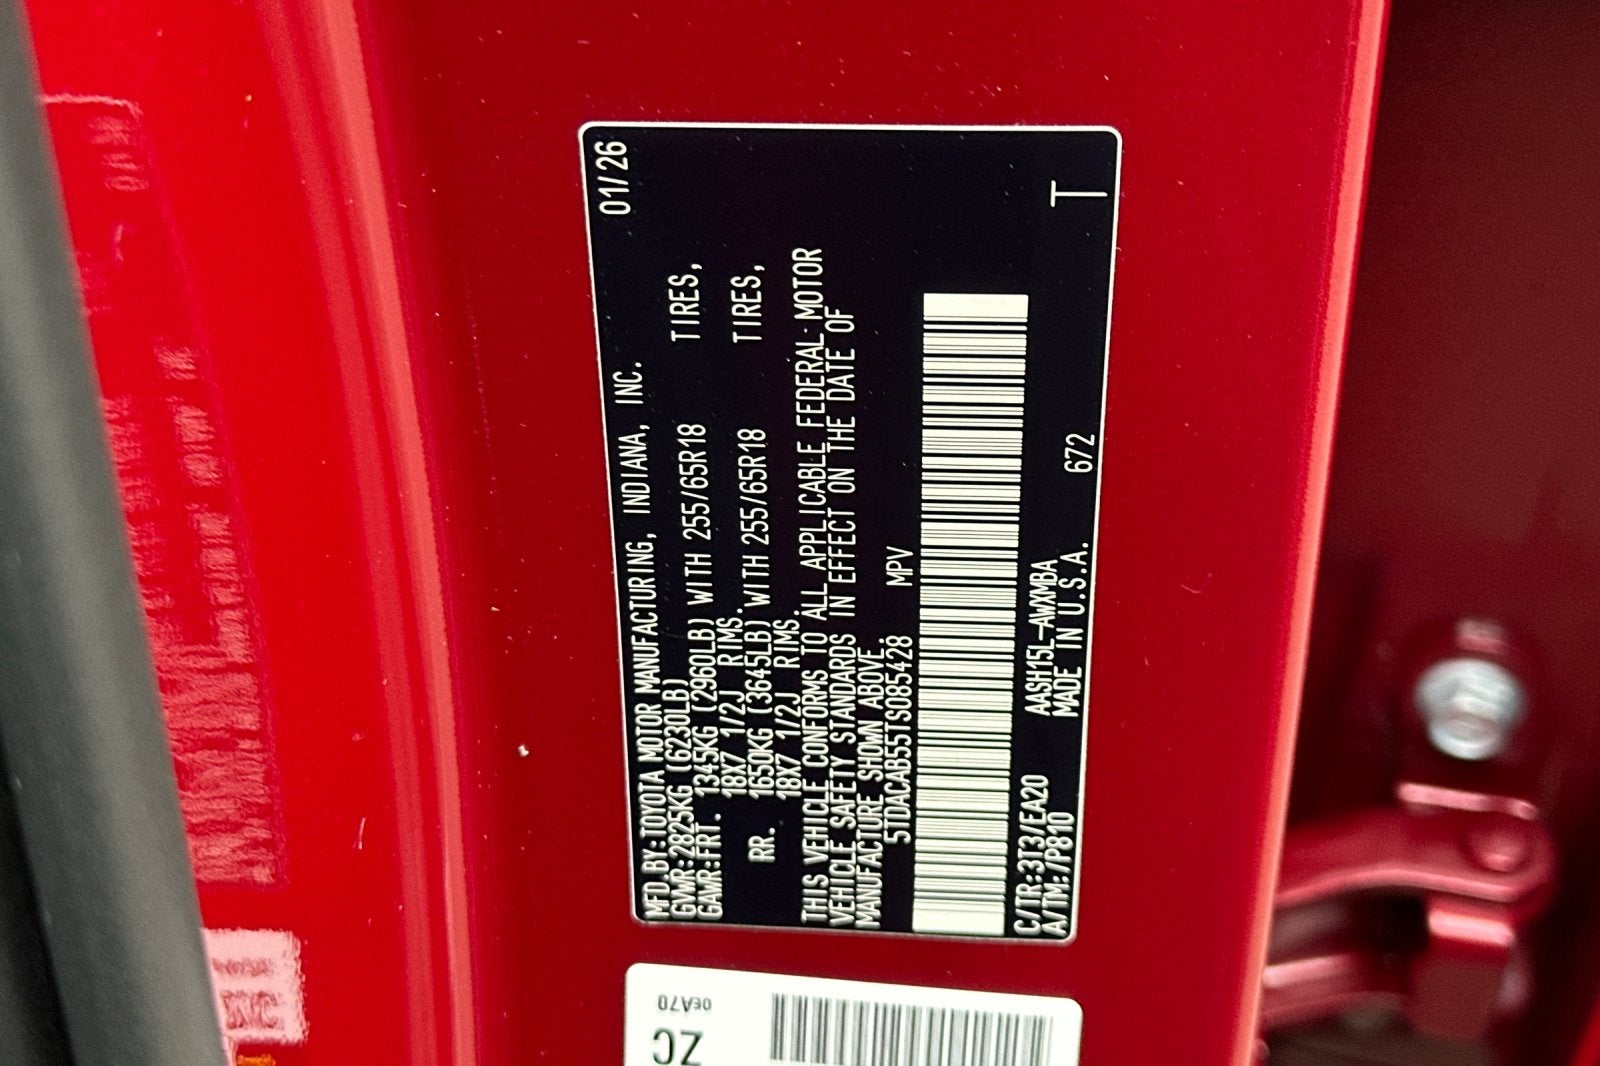 01/26
MFD.BY:TOYOTA MOTOR MANUFACTURING, INDIANA, INC.
GVWR:2825KG (6230LB)
GAWR:FRT. 1345KG (2960LB) WITH 255/65R18 TIRES,
18X7 1/2J RIMS.
RR. 1650KG (3645LB) WITH 255/65R18 TIRES,
18X7 1/2J RIMS.
THIS VEHICLE CONFORMS TO ALL APPLICABLE FEDERAL MOTOR
VEHICLE SAFETY STANDARDS IN EFFECT ON THE DATE OF
MANUFACTURE SHOWN ABOVE.
5TDACAB55TS085428 MPV
C/TR:3T3/EA20 AASH15L-AWXMBA
A/TM:/P810 MADE IN U.S.A. 672 T
0EA70
ZC